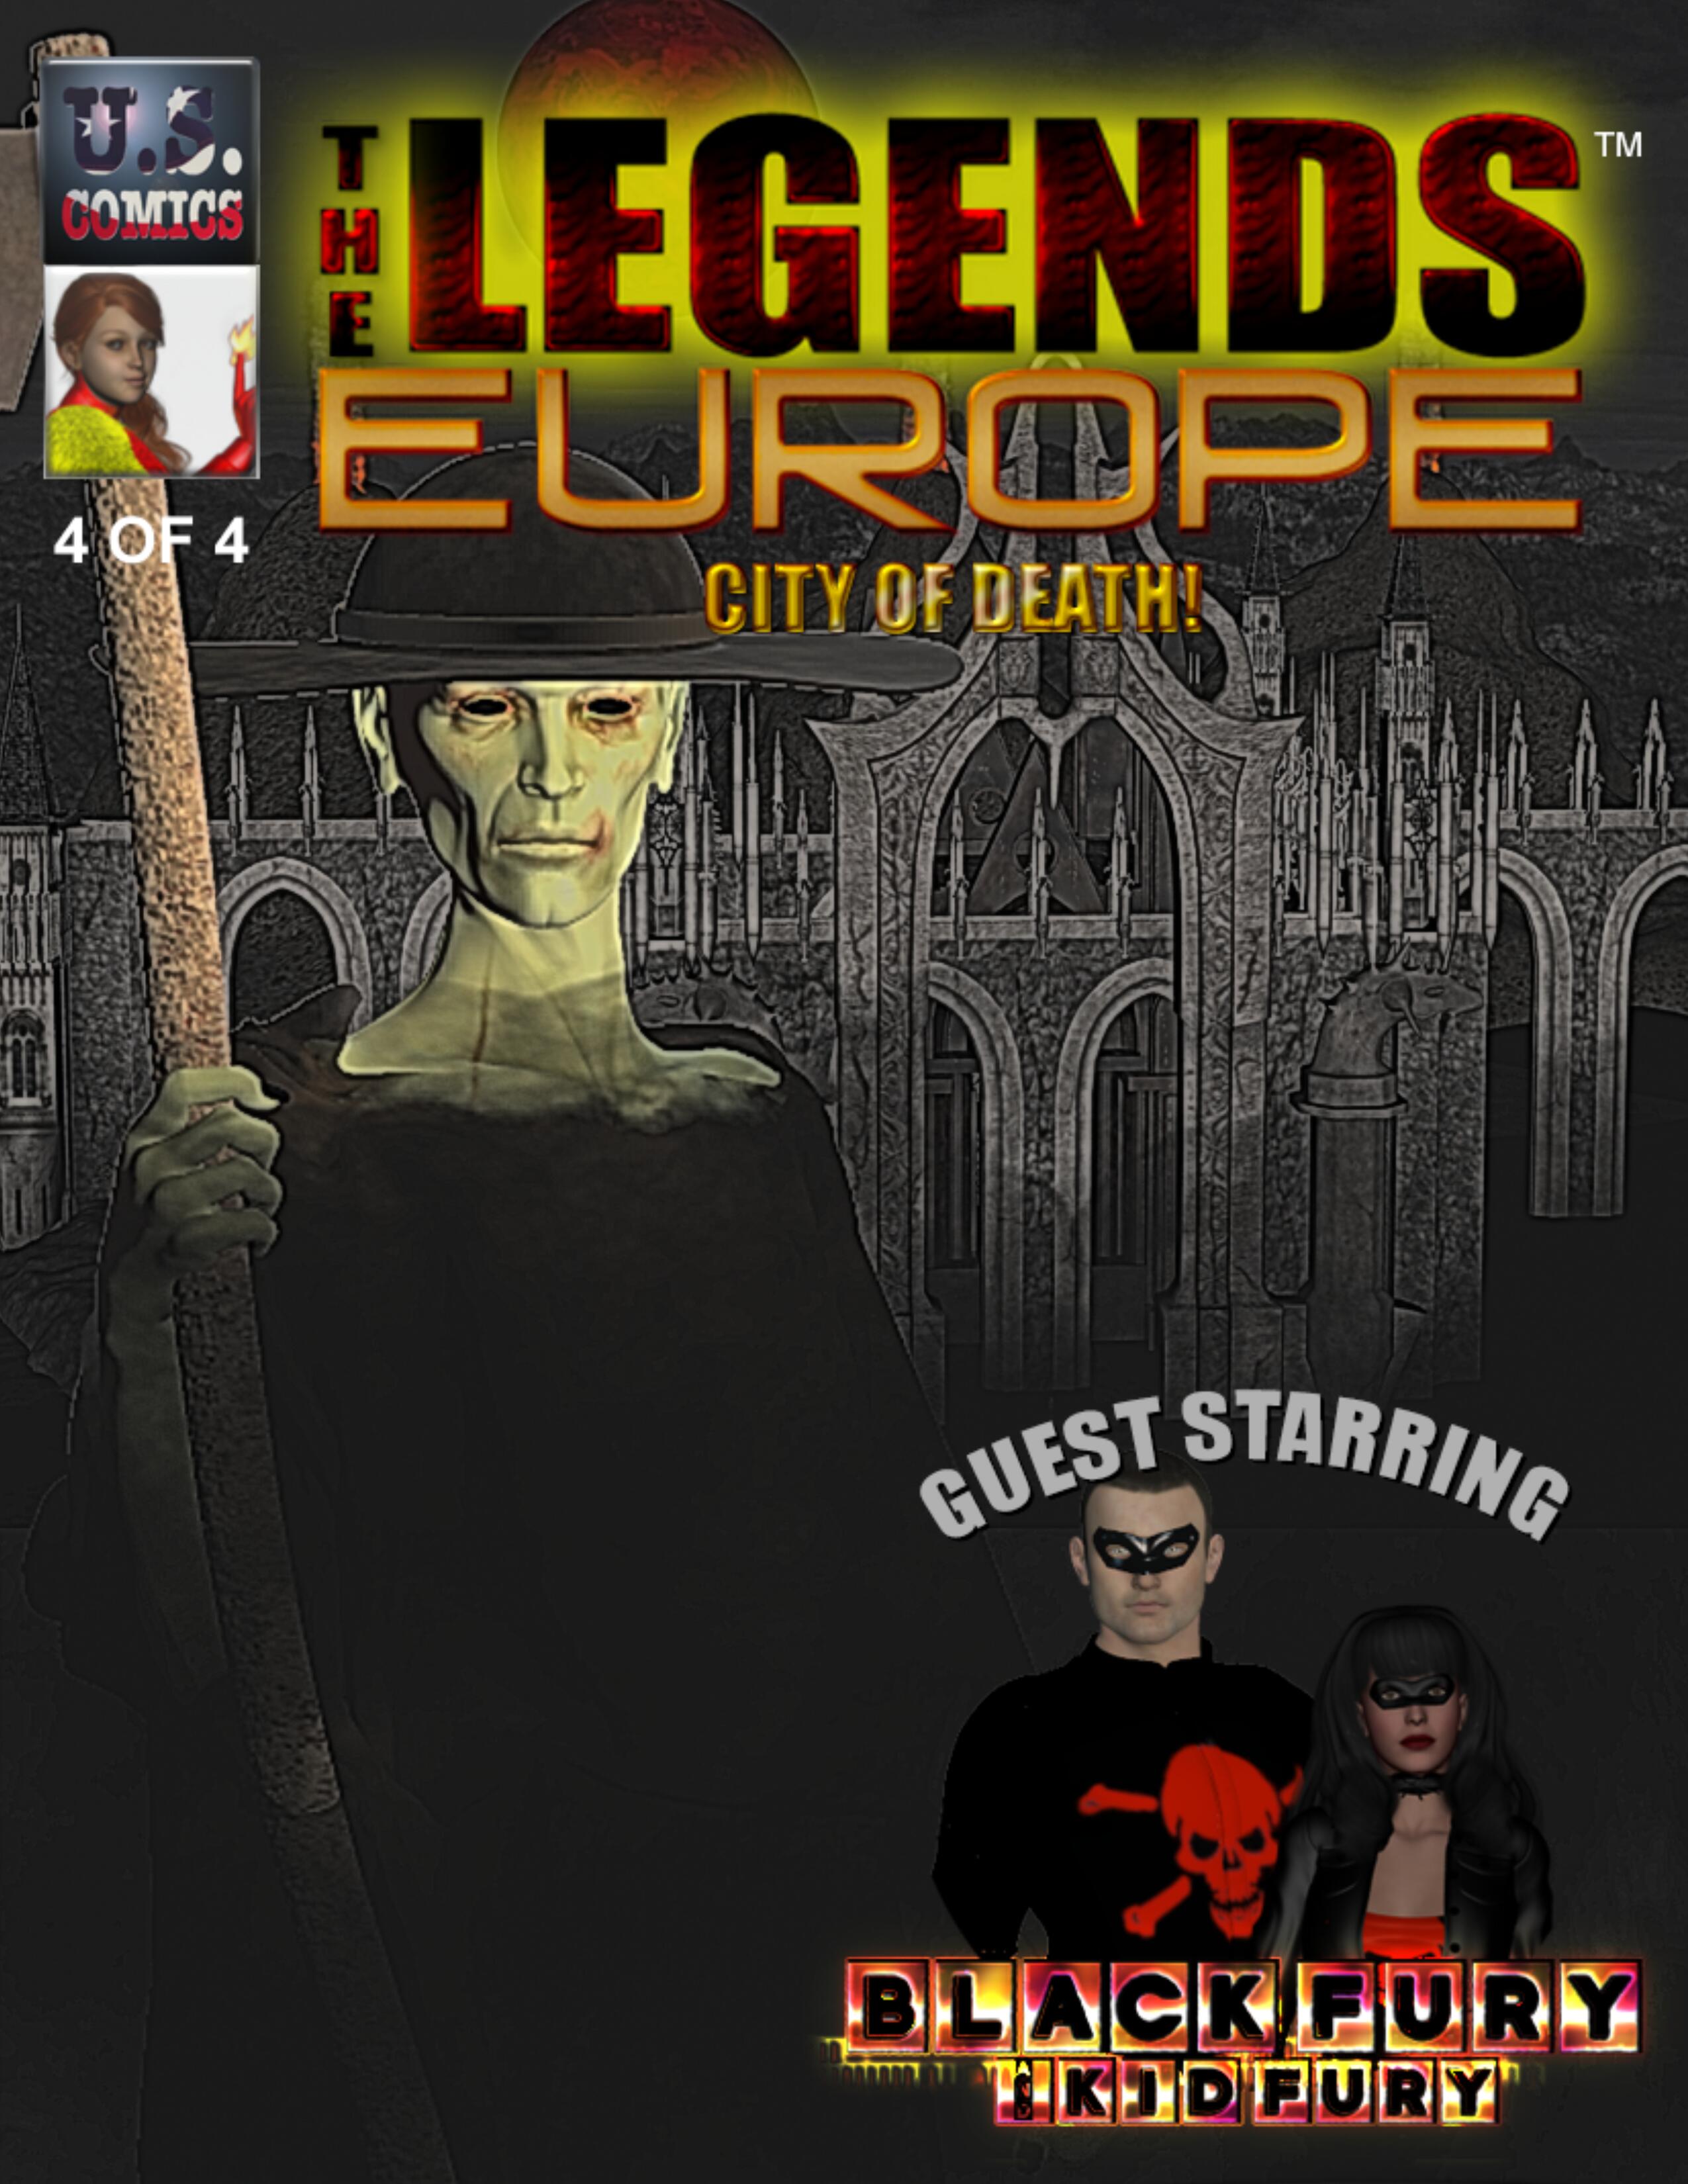 U.S.
COMICS
THE LEGENDS ™
EUROPE
4 OF 4
CITY OF DEATH!
GUEST STARRING
BLACK FURY
& KID FURY